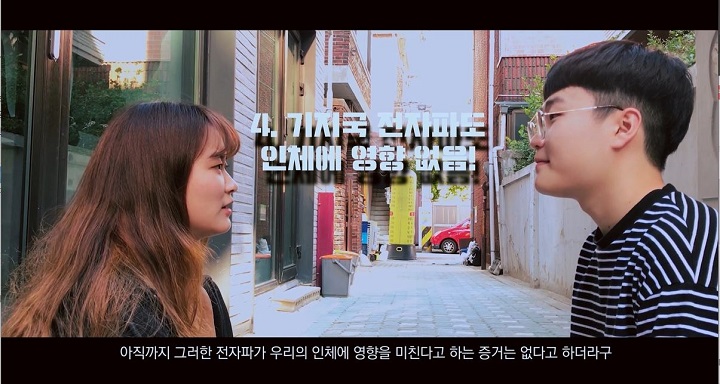 4. 기지국 전자파도
인체에 영향 없음!
아직까지 그러한 전자파가 우리의 인체에 영향을 미친다고 하는 증거는 없다고 하더라구